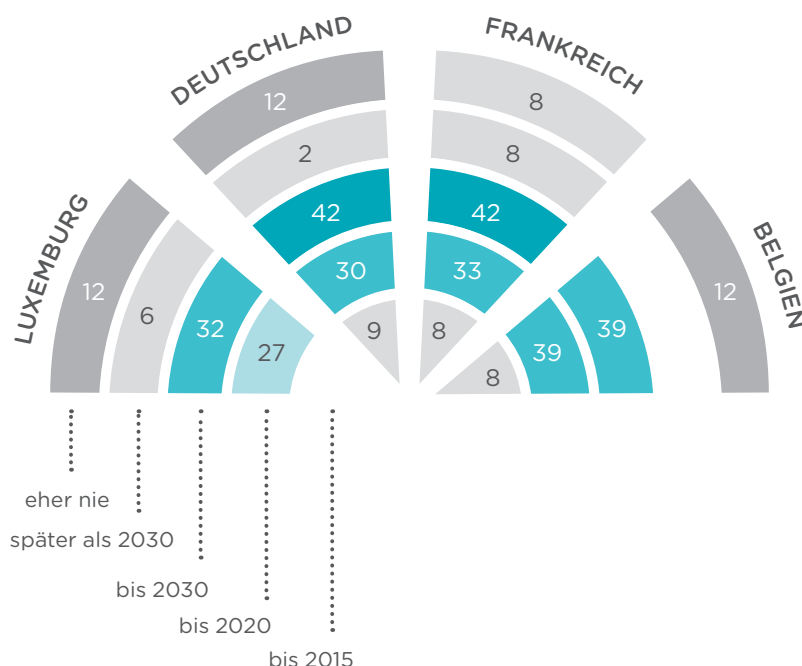 DEUTSCHLAND
FRANKREICH
12
8
2
8
LUXEMBURG
42
42
BELGIEN
12
30
33
12
6
32
9
8
39
39
27
8
eher nie
später als 2030
bis 2030
bis 2020
bis 2015